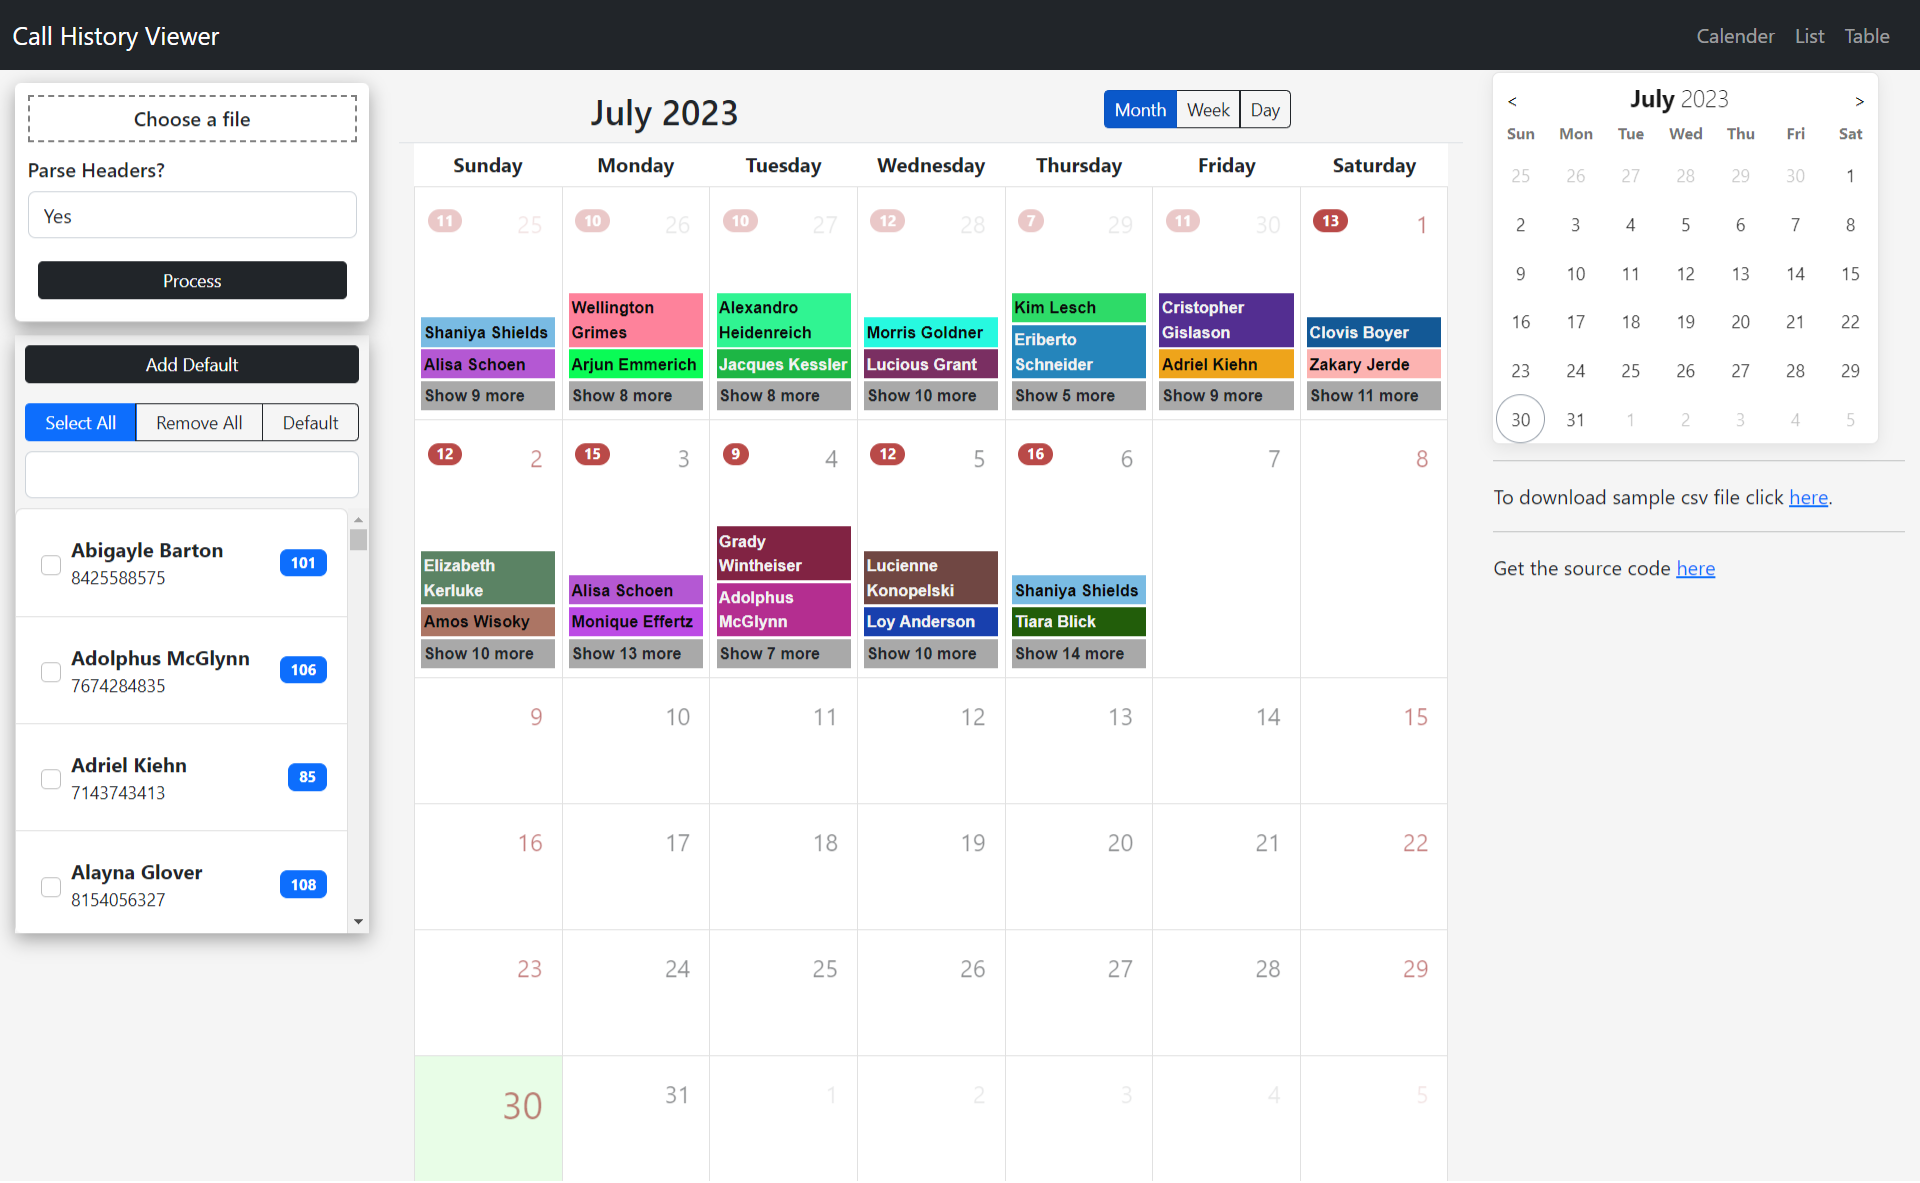 Call History Viewer
Calender List Table
Choose a file
Parse Headers?
Yes
Process
Add Default
Select All Remove All Default
Abigayle Barton
8425588575
101
Adolphus McGlynn
7674284835
106
Adriel Kiehn
7143743413
85
Alayna Glover
8154056327
108
July 2023
Month Week Day
Sunday Monday Tuesday Wednesday Thursday Friday Saturday
11 25
Shaniya Shields
Alisa Schoen
Show 9 more
10 26
Wellington
Grimes
Arjun Emmerich
Show 8 more
10 27
Alexandro
Heidenreich
Jacques Kessler
Show 8 more
12 28
Morris Goldner
Lucious Grant
Show 10 more
7 29
Kim Lesch
Eriberto
Schneider
Show 5 more
11 30
Cristopher
Gislason
Adriel Kiehn
Show 9 more
13 1
Clovis Boyer
Zakary Jerde
Show 11 more
12 2
Elizabeth
Kerluke
Amos Wisoky
Show 10 more
15 3
Alisa Schoen
Monique Effertz
Show 13 more
9 4
Grady
Wintheiser
Adolphus
McGlynn
Show 7 more
12 5
Lucienne
Konopelski
Loy Anderson
Show 10 more
16 6
Shaniya Shields
Tiara Blick
Show 14 more
7
8
9 10 11 12 13 14 15
16 17 18 19 20 21 22
23 24 25 26 27 28 29
30 31 1 2 3 4 5
< July 2023 >
Sun Mon Tue Wed Thu Fri Sat
25 26 27 28 29 30 1
2 3 4 5 6 7 8
9 10 11 12 13 14 15
16 17 18 19 20 21 22
23 24 25 26 27 28 29
30 31 1 2 3 4 5
To download sample csv file click here.
Get the source code here